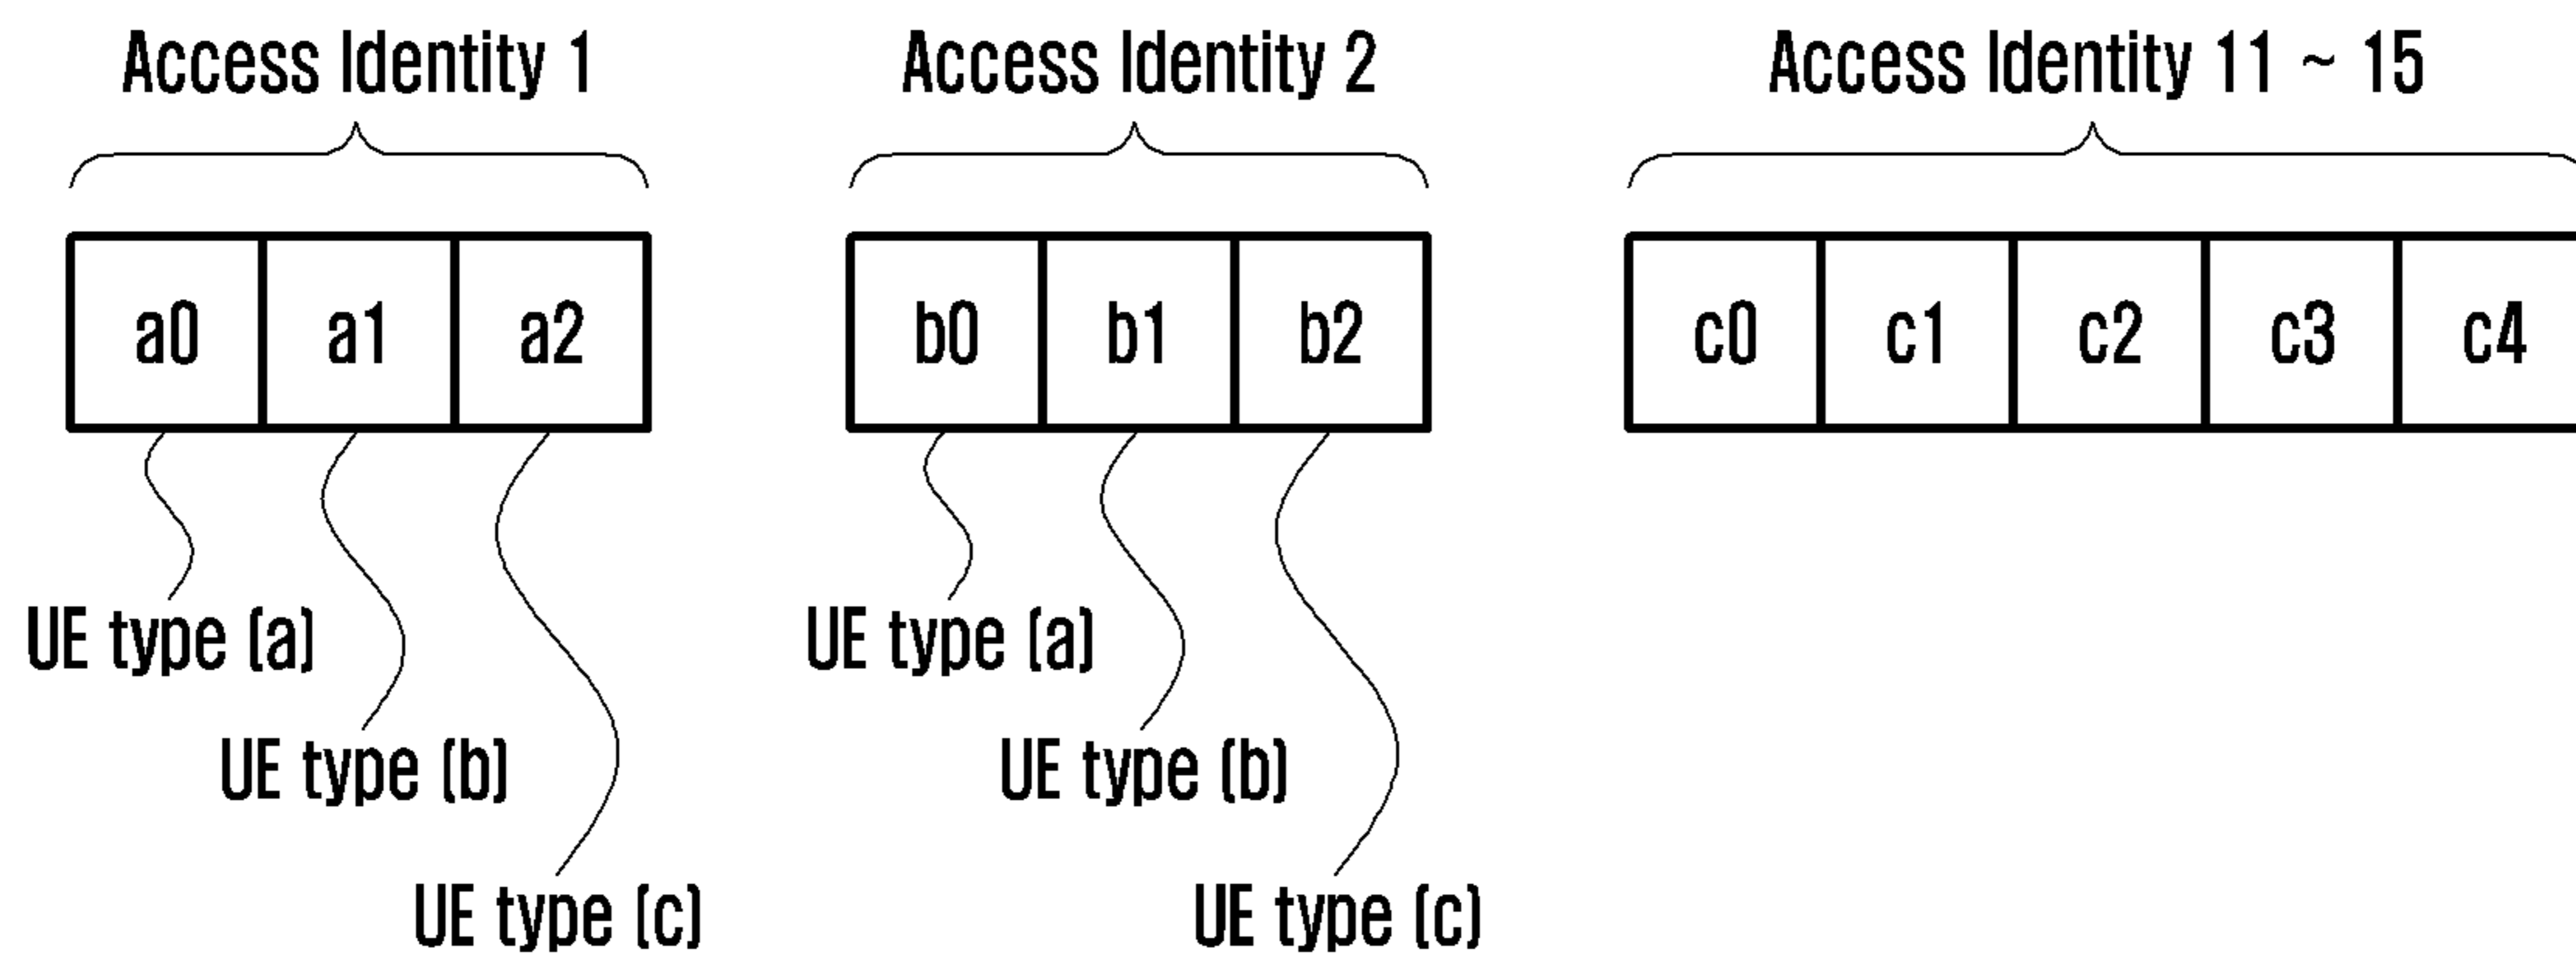 Access Identity 1
Access Identity 2
Access Identity 11 ~ 15
a0 a1 a2
b0 b1 b2
c0 c1 c2 c3 c4
UE type (a)
UE type (b)
UE type (c)
UE type (a)
UE type (b)
UE type (c)